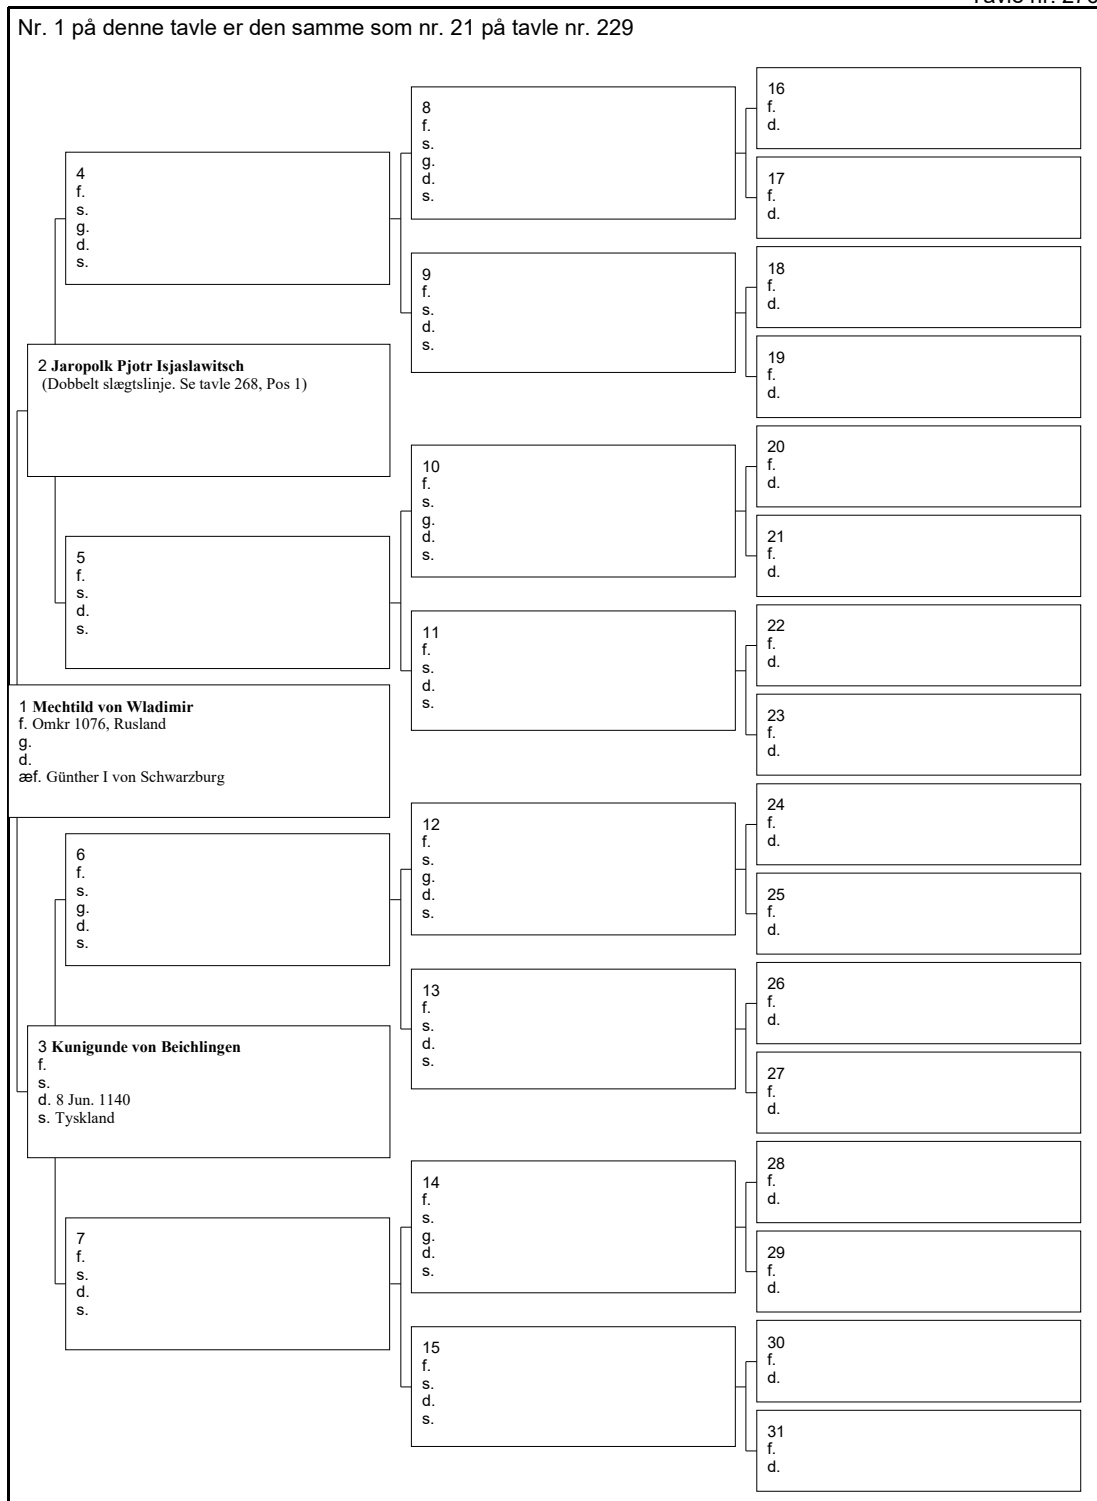 Nr. 1 på denne tavle er den samme som nr. 21 på tavle nr. 229
16
f.
d.
8
f.
s.
g.
d.
s.
17
f.
d.
4
f.
s.
g.
d.
s.
18
f.
d.
9
f.
s.
d.
s.
19
f.
d.
2 Jaropolk Pjotr Isjaslawitsch
(Dobbelt slægtslinje. Se tavle 268, Pos 1)
20
f.
d.
10
f.
s.
g.
d.
s.
21
f.
d.
5
f.
s.
d.
s.
22
f.
d.
11
f.
s.
d.
s.
23
f.
d.
1 Mechtild von Wladimir
f. Omkr 1076, Rusland
g.
d.
æf. Günther I von Schwarzburg
24
f.
d.
12
f.
s.
g.
d.
s.
25
f.
d.
6
f.
s.
g.
d.
s.
26
f.
d.
13
f.
s.
d.
s.
27
f.
d.
3 Kunigunde von Beichlingen
f.
s.
d. 8 Jun. 1140
s. Tyskland
28
f.
d.
14
f.
s.
g.
d.
s.
29
f.
d.
7
f.
s.
d.
s.
30
f.
d.
15
f.
s.
d.
s.
31
f.
d.